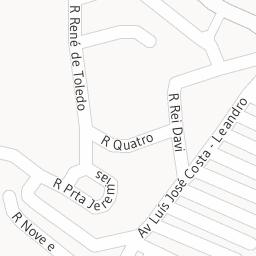 R René de Toledo
R Quatro
R Rei Davi
Av Luís José Costa - Leandro
R Prta Jeremias
R Nove e